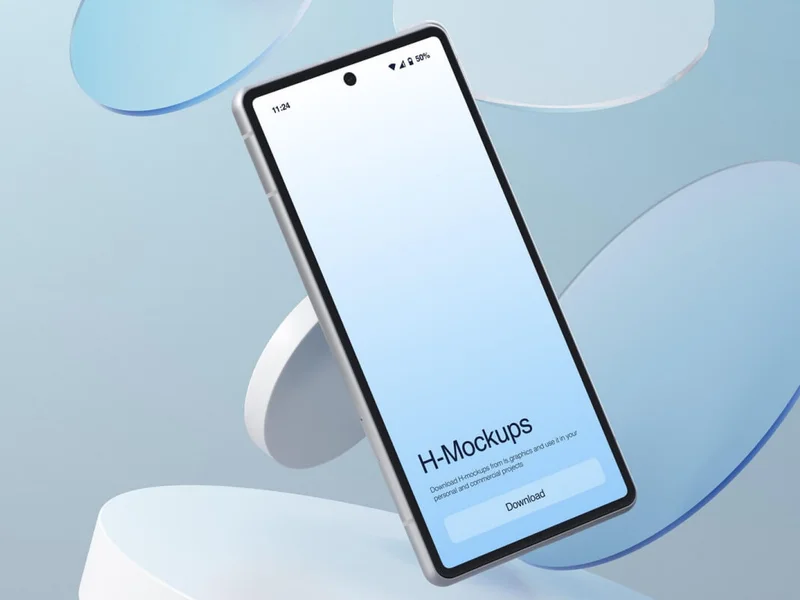 11:24
50%
H-Mockups
Download H-mockups from ls.graphics and use it in your
personal and commercial projects
Download